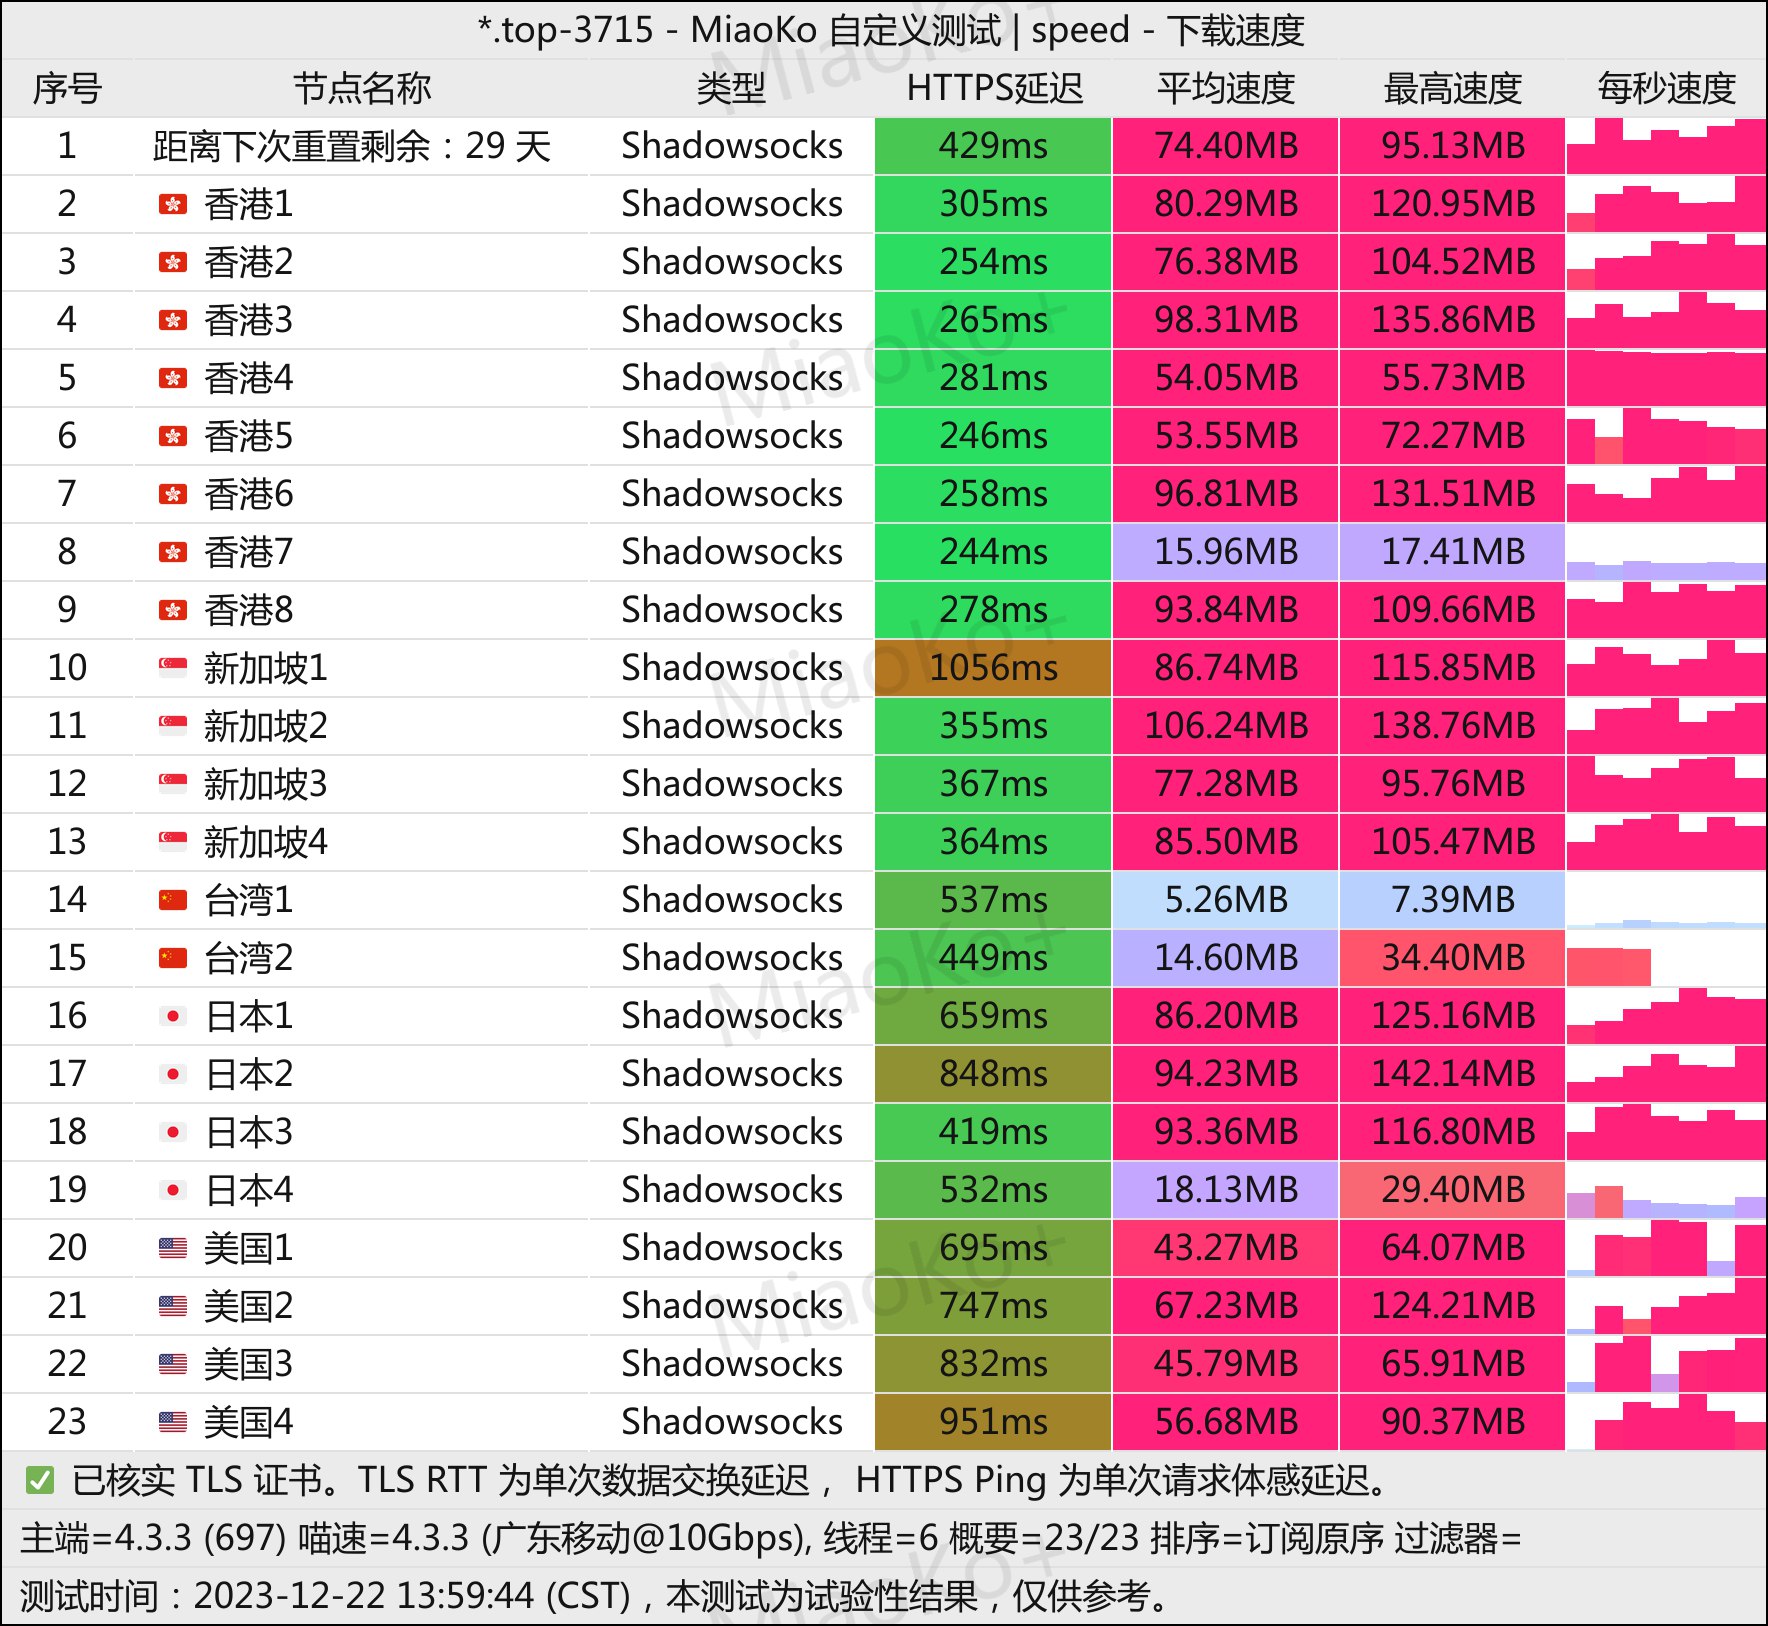 *.top-3715 - MiaoKo 自定义测试 | speed - 下载速度
序号 节点名称 类型 HTTPS延迟 平均速度 最高速度 每秒速度
1 距离下次重置剩余：29 天 Shadowsocks 429ms 74.40MB 95.13MB
2 香港1 Shadowsocks 305ms 80.29MB 120.95MB
3 香港2 Shadowsocks 254ms 76.38MB 104.52MB
4 香港3 Shadowsocks 265ms 98.31MB 135.86MB
5 香港4 Shadowsocks 281ms 54.05MB 55.73MB
6 香港5 Shadowsocks 246ms 53.55MB 72.27MB
7 香港6 Shadowsocks 258ms 96.81MB 131.51MB
8 香港7 Shadowsocks 244ms 15.96MB 17.41MB
9 香港8 Shadowsocks 278ms 93.84MB 109.66MB
10 新加坡1 Shadowsocks 1056ms 86.74MB 115.85MB
11 新加坡2 Shadowsocks 355ms 106.24MB 138.76MB
12 新加坡3 Shadowsocks 367ms 77.28MB 95.76MB
13 新加坡4 Shadowsocks 364ms 85.50MB 105.47MB
14 台湾1 Shadowsocks 537ms 5.26MB 7.39MB
15 台湾2 Shadowsocks 449ms 14.60MB 34.40MB
16 日本1 Shadowsocks 659ms 86.20MB 125.16MB
17 日本2 Shadowsocks 848ms 94.23MB 142.14MB
18 日本3 Shadowsocks 419ms 93.36MB 116.80MB
19 日本4 Shadowsocks 532ms 18.13MB 29.40MB
20 美国1 Shadowsocks 695ms 43.27MB 64.07MB
21 美国2 Shadowsocks 747ms 67.23MB 124.21MB
22 美国3 Shadowsocks 832ms 45.79MB 65.91MB
23 美国4 Shadowsocks 951ms 56.68MB 90.37MB
✅ 已核实 TLS 证书。TLS RTT 为单次数据交换延迟， HTTPS Ping 为单次请求体感延迟。
主端=4.3.3 (697) 喵速=4.3.3 (广东移动@10Gbps), 线程=6 概要=23/23 排序=订阅原序 过滤器=
测试时间：2023-12-22 13:59:44 (CST)，本测试为试验性结果，仅供参考。
MiaoKo+
MiaoKo+
MiaoKo+
MiaoKo+
MiaoKo+
MiaoKo+